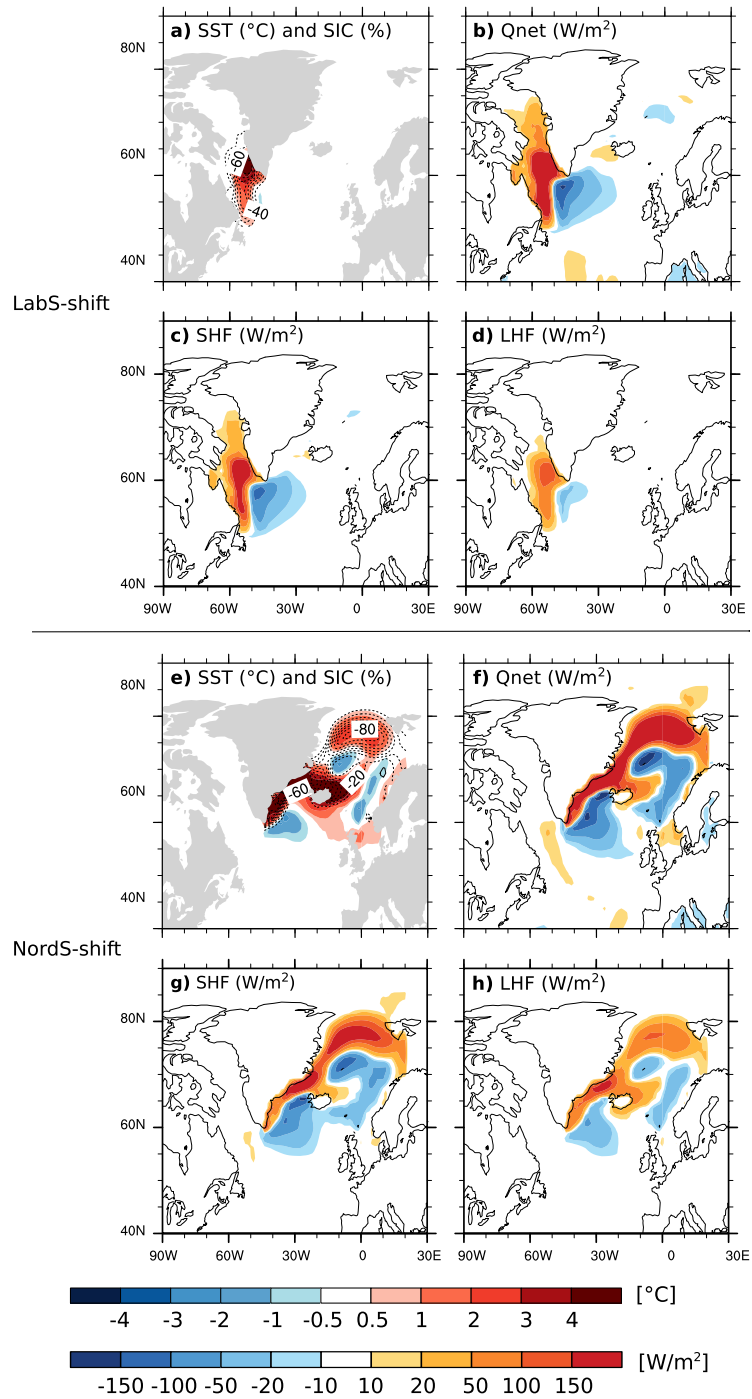 a) SST (°C) and SIC (%)
b) Qnet (W/m²)
80N
60N
40N
-60
-40
LabS-shift
c) SHF (W/m²)
d) LHF (W/m²)
80N
60N
40N
90W 60W 30W 0 30E
90W 60W 30W 0 30E
e) SST (°C) and SIC (%)
f) Qnet (W/m²)
80N
60N
40N
-80
-60
-20
0
NordS-shift
g) SHF (W/m²)
h) LHF (W/m²)
80N
60N
40N
90W 60W 30W 0 30E
90W 60W 30W 0 30E
[°C]
-4 -3 -2 -1 -0.5 0.5 1 2 3 4
[W/m²]
-150 -100 -50 -20 -10 10 20 50 100 150